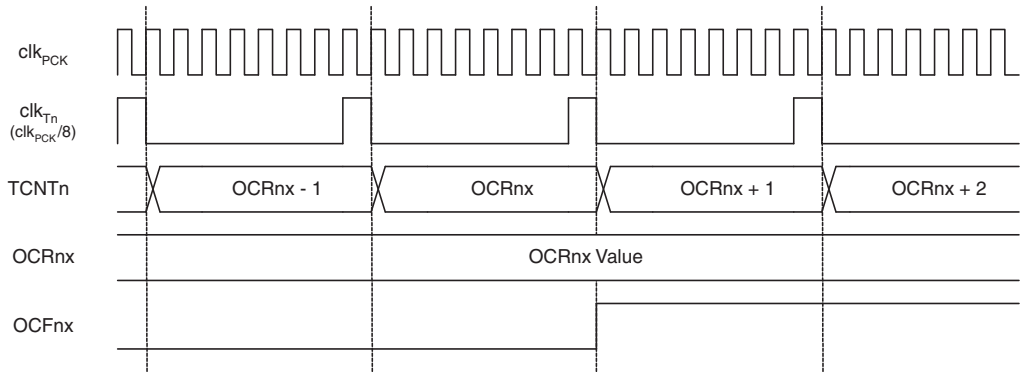 clkPCK
clkTn
(clkPCK/8)
TCNTn
OCRnx - 1
OCRnx
OCRnx + 1
OCRnx + 2
OCRnx
OCRnx Value
OCFnx